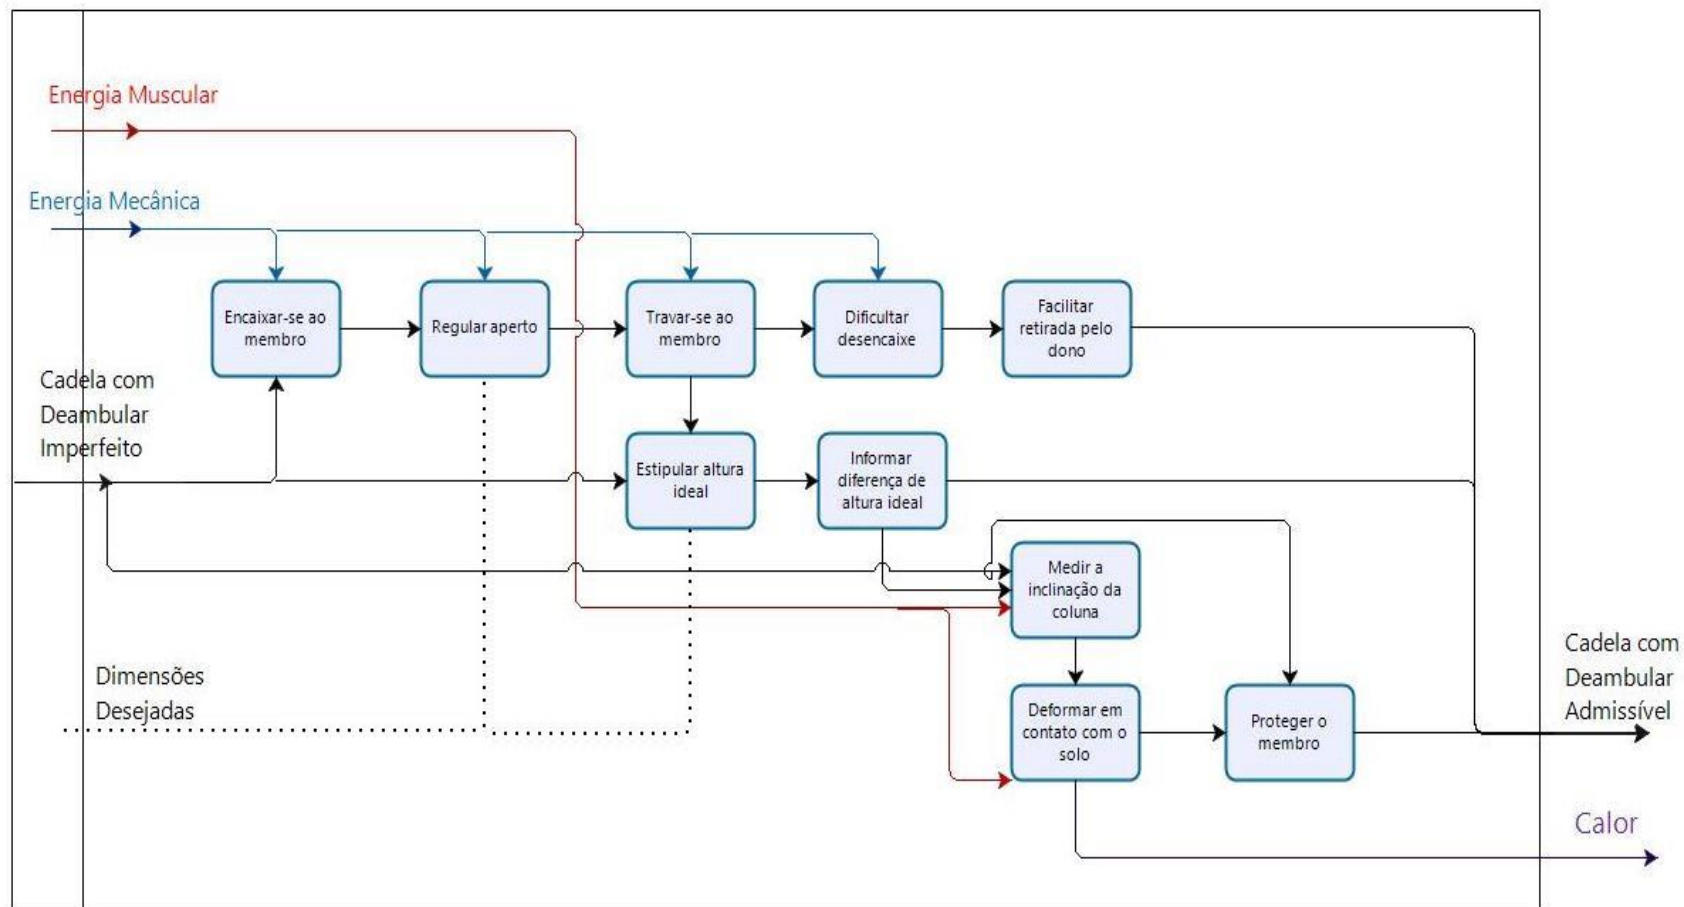 Energia Muscular
Energia Mecânica
Encaixar-se ao
membro
Regular aperto
Travar-se ao
membro
Dificultar
desencaixe
Facilitar
retirada pelo
dono
Cadela com
Deambular
Imperfeito
Estipular altura
ideal
Informar
diferença de
altura ideal
Medir a
inclinação da
coluna
Dimensões
Desejadas
Deformar em
contato com o
solo
Proteger o
membro
Cadela com
Deambular
Admissível
Calor